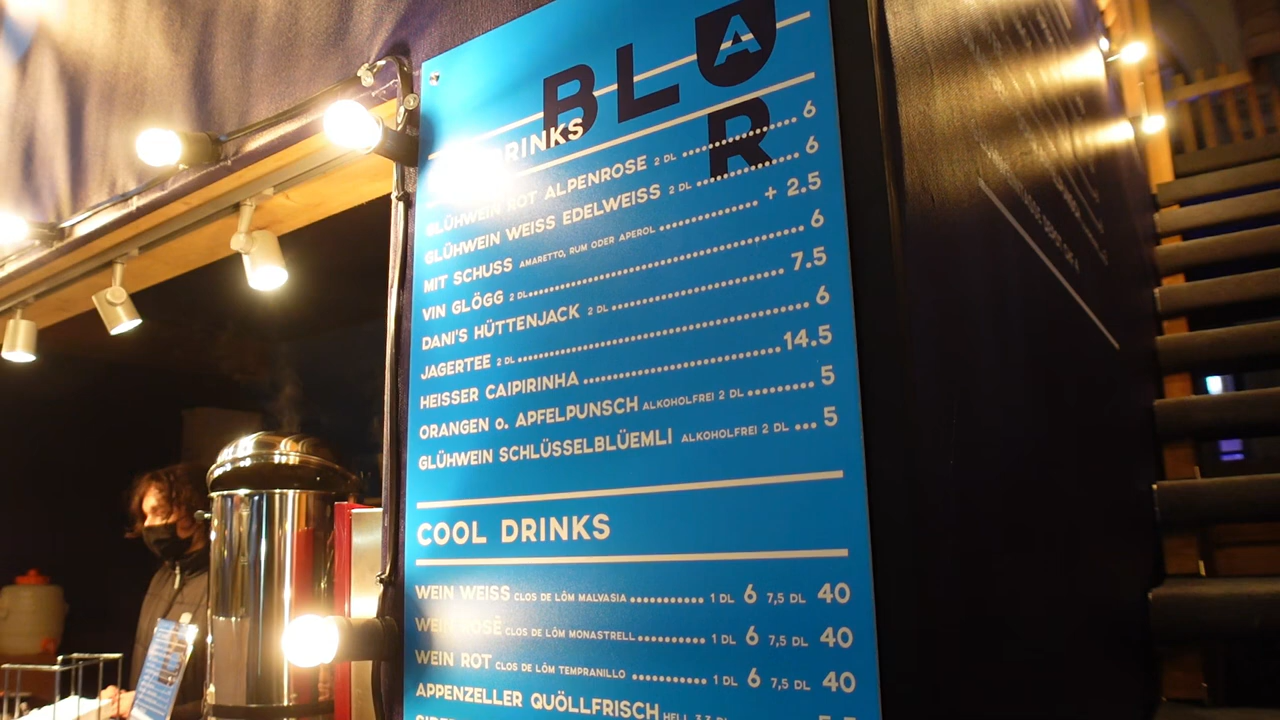 BLA
R
DRINKS
GLÜHWEIN ROT ALPENROSE 2 DL ........ 6
GLÜHWEIN WEISS EDELWEISS 2 DL ........ 6
MIT SCHUSS AMARETTO, RUM ODER APEROL ........ + 2.5
VIN GLÖGG 2 DL ........ 6
DANI'S HÜTTENJACK 2 DL ........ 7.5
JAGERTEE 2 DL ........ 6
HEISSER CAIPIRINHA ........ 14.5
ORANGEN o. APFELPUNSCH ALKOHOLFREI 2 DL ........ 5
GLÜHWEIN SCHLÜSSELBLÜEMLI ALKOHOLFREI 2 DL ... 5
COOL DRINKS
WEIN WEISS CLOS DE LÔM MALVASIA ........ 1 DL 6 7,5 DL 40
WEIN ROSÉ CLOS DE LÔM MONASTRELL ........ 1 DL 6 7,5 DL 40
WEIN ROT CLOS DE LÔM TEMPRANILLO ........ 1 DL 6 7,5 DL 40
APPENZELLER QUÖLLFRISCH HELL 3,3 DL